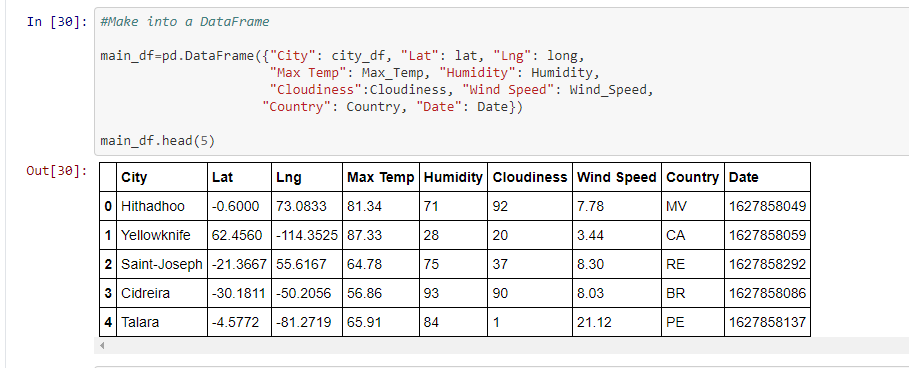 In [30]: #Make into a DataFrame
main_df=pd.DataFrame({"City": city_df, "Lat": lat, "Lng": long,
"Max Temp": Max_Temp, "Humidity": Humidity,
"Cloudiness":Cloudiness, "Wind Speed": Wind_Speed,
"Country": Country, "Date": Date})
main_df.head(5)
Out[30]:
City Lat Lng Max Temp Humidity Cloudiness Wind Speed Country Date
0 Hithadhoo -0.6000 73.0833 81.34 71 92 7.78 MV 1627858049
1 Yellowknife 62.4560 -114.3525 87.33 28 20 3.44 CA 1627858059
2 Saint-Joseph -21.3667 55.6167 64.78 75 37 8.30 RE 1627858292
3 Cidreira -30.1811 -50.2056 56.86 93 90 8.03 BR 1627858086
4 Talara -4.5772 -81.2719 65.91 84 1 21.12 PE 1627858137